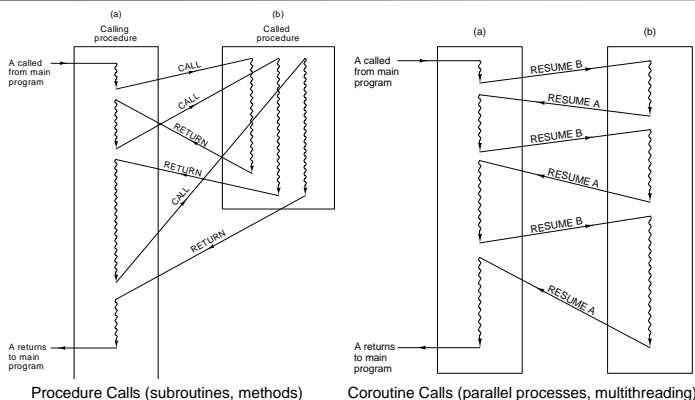 (a)
Calling
procedure
(b)
Called
procedure
A called
from main
program
CALL
CALL
RETURN
RETURN
CALL
RETURN
A returns
to main
program
Procedure Calls (subroutines, methods)
(a)
(b)
A called
from main
program
RESUME B
RESUME A
RESUME B
RESUME A
RESUME B
RESUME A
A returns
to main
program
Coroutine Calls (parallel processes, multithreading)